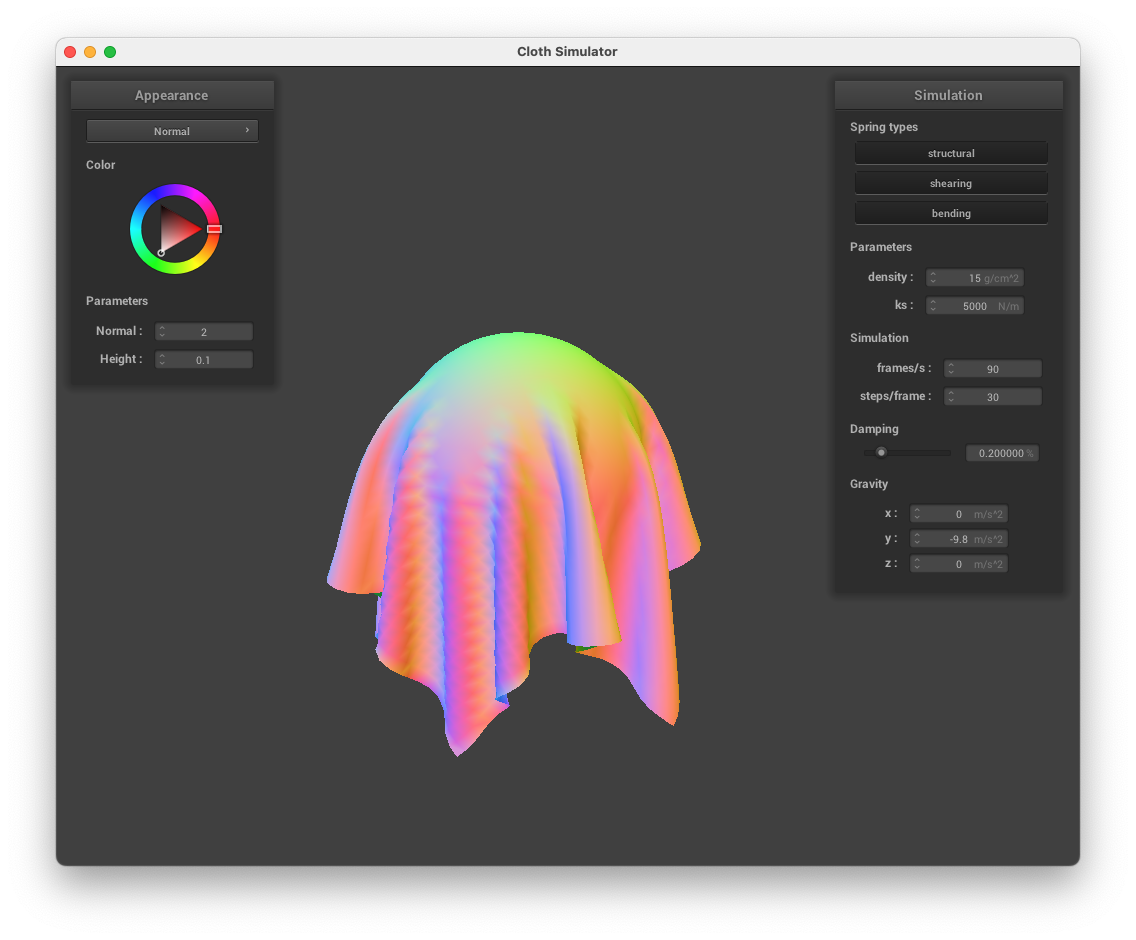 Cloth Simulator
Appearance
Normal ›
Color
Parameters
Normal : 2
Height : 0.1
Simulation
Spring types
structural
shearing
bending
Parameters
density : 15 g/cm^2
ks : 5000 N/m
Simulation
frames/s : 90
steps/frame : 30
Damping
0.200000 %
Gravity
x : 0 m/s^2
y : -9.8 m/s^2
z : 0 m/s^2